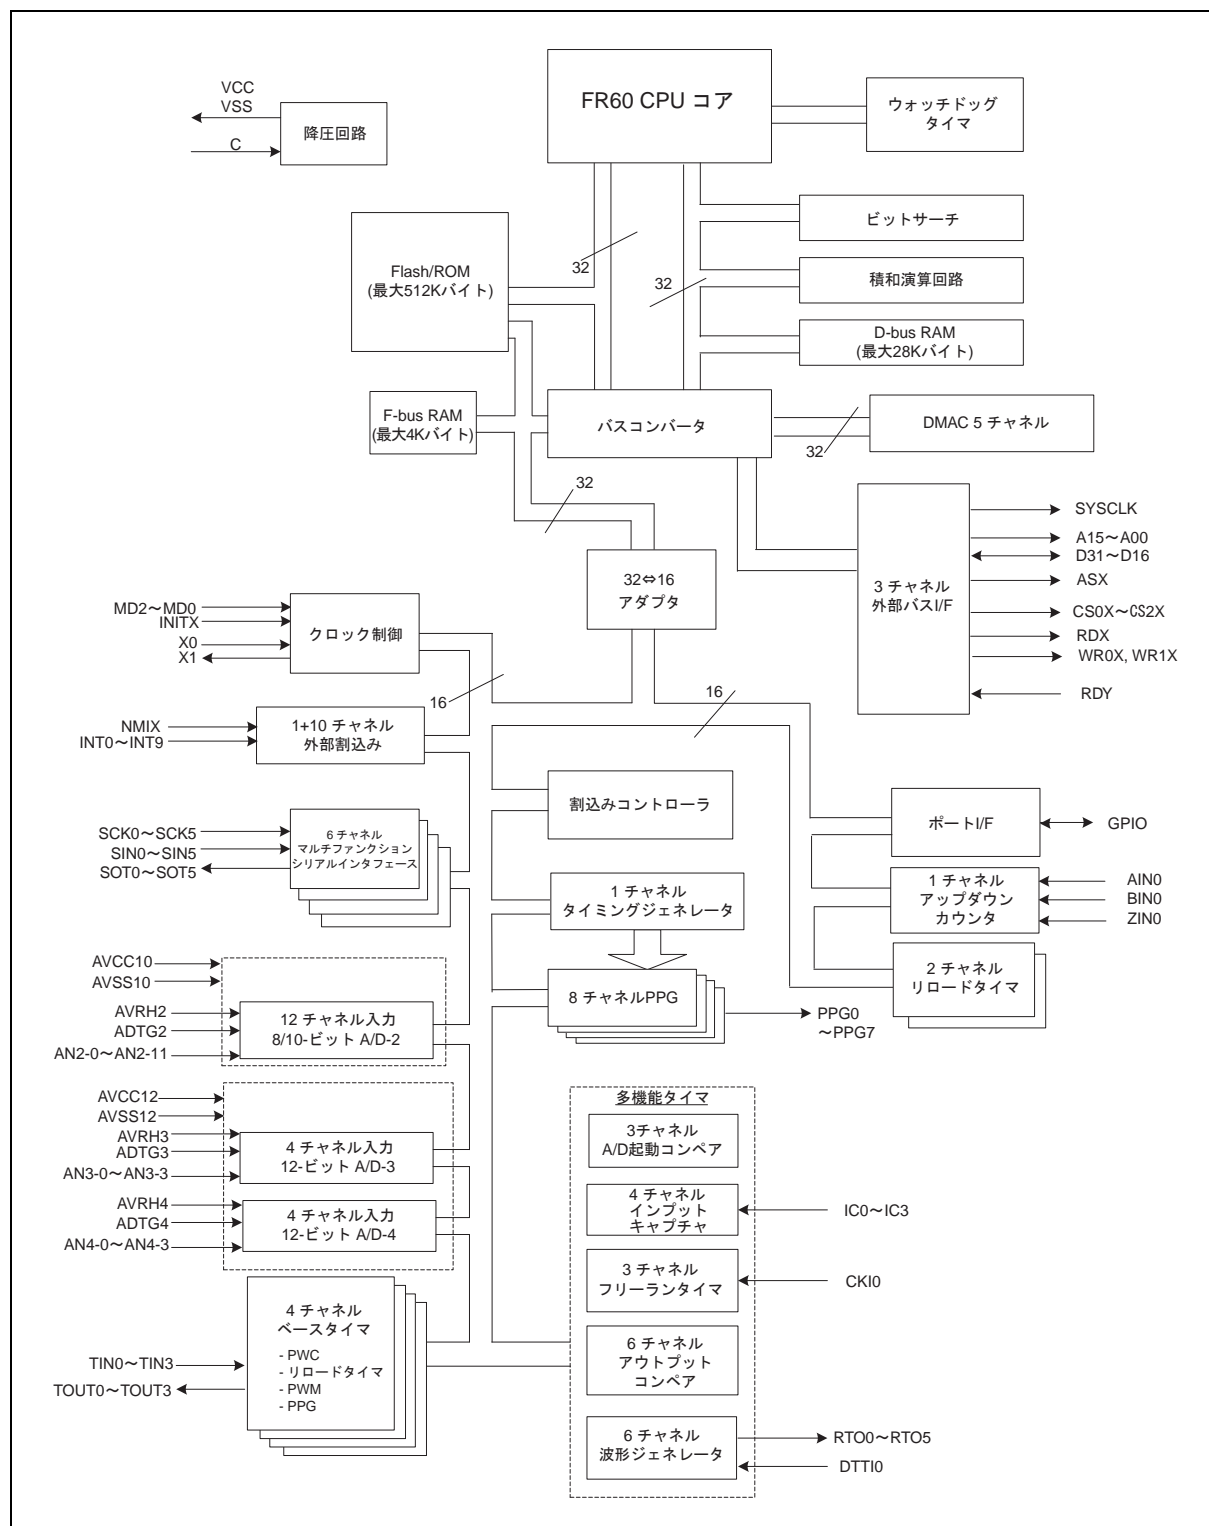 VCC
VSS
C
降圧回路
FR60 CPU コア
ウォッチドッグ
タイマ
Flash/ROM
(最大512Kバイト)
32
32
ビットサーチ
積和演算回路
D-bus RAM
(最大28Kバイト)
F-bus RAM
(最大4Kバイト)
バスコンバータ
DMAC 5 チャネル
32
32
32⇔16
アダプタ
3 チャネル
外部バスI/F
SYSCLK
A15～A00
D31～D16
ASX
CS0X～CS2X
RDX
WR0X, WR1X
RDY
MD2～MD0
INITX
X0
X1
クロック制御
16
16
NMIX
INT0～INT9
1+10 チャネル
外部割込み
割込みコントローラ
ポートI/F
GPIO
SCK0～SCK5
SIN0～SIN5
SOT0～SOT5
6 チャネル
マルチファンクション
シリアルインタフェース
1 チャネル
タイミングジェネレータ
1 チャネル
アップダウン
カウンタ
AIN0
BIN0
ZIN0
2 チャネル
リロードタイマ
8 チャネルPPG
PPG0
～PPG7
AVCC10
AVSS10
AVRH2
ADTG2
AN2-0～AN2-11
12 チャネル入力
8/10-ビット A/D-2
AVCC12
AVSS12
AVRH3
ADTG3
AN3-0～AN3-3
4 チャネル入力
12-ビット A/D-3
AVRH4
ADTG4
AN4-0～AN4-3
4 チャネル入力
12-ビット A/D-4
多機能タイマ
3チャネル
A/D起動コンペア
4 チャネル
インプット
キャプチャ
IC0～IC3
3 チャネル
フリーランタイマ
CKI0
6 チャネル
アウトプット
コンペア
6 チャネル
波形ジェネレータ
RTO0～RTO5
DTTI0
4 チャネル
ベースタイマ
- PWC
- リロードタイマ
- PWM
- PPG
TIN0～TIN3
TOUT0～TOUT3